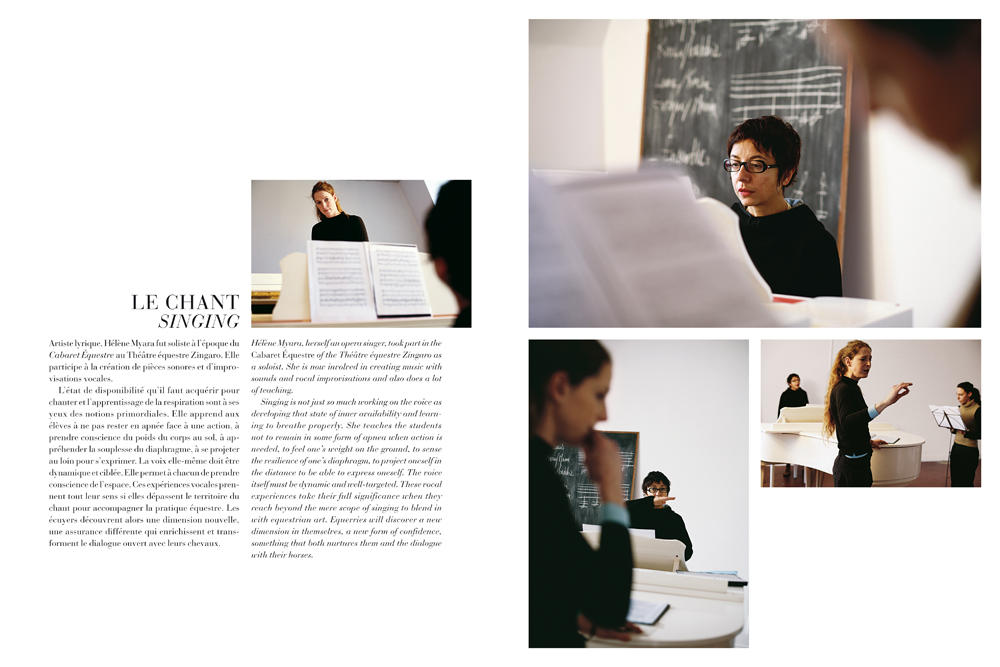 LE CHANT
SINGING
Artiste lyrique, Hélène Myara fut soliste à l'époque du
Cabaret Équestre au Théâtre équestre Zingaro. Elle
participe à la création de pièces sonores et d'impro-
visations vocales.
L'état de disponibilité qu'il faut acquérir pour
chanter et l'apprentissage de la respiration sont à ses
yeux des notions primordiales. Elle apprend aux
élèves à ne pas rester en apnée face à une action, à
prendre conscience du poids du corps au sol, à ap-
préhender la souplesse du diaphragme, à se projeter
au loin pour s'exprimer. La voix elle-même doit être
dynamique et ciblée. Elle permet à chacun de prendre
conscience de l'espace. Ces expériences vocales pren-
nent tout leur sens si elles dépassent le territoire du
chant pour accompagner la pratique équestre. Les
écuyers découvrent alors une dimension nouvelle,
une assurance différente qui enrichissent et trans-
forment le dialogue ouvert avec leurs chevaux.
Hélène Myara, herself an opera singer, took part in the
Cabaret Équestre of the Théâtre équestre Zingaro as
a soloist. She is now involved in creating music with
sounds and vocal improvisations and also does a lot
of teaching.
Singing is not just so much working on the voice as
developing that state of inner availability and learn-
ing to breathe properly. She teaches the students
not to remain in some form of apnea when action is
needed, to feel one's weight on the ground, to sense
the resilience of one's diaphragm, to project oneself in
the distance to be able to express oneself. The voice
itself must be dynamic and well-targeted. These vocal
experiences take their full significance when they
reach beyond the mere scope of singing to blend in
with equestrian art. Equerries will discover a new
dimension in themselves, a new form of confidence,
something that both nurtures them and the dialogue
with their horses.